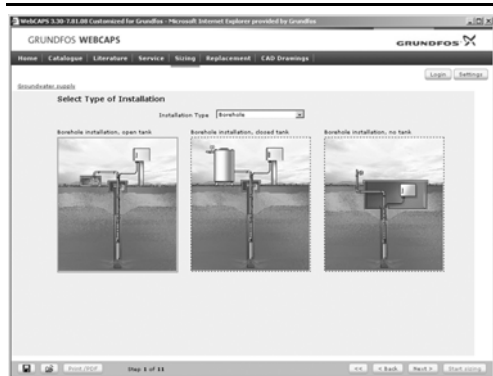 WebCAPS 3.30-7.81.08 Customized for Grundfos - Microsoft Internet Explorer provided by Grundfos
GRUNDFOS WEBCAPS
GRUNDFOS
Home Catalogue Literature Service Sizing Replacement CAD Drawings
Login Settings
Groundwater supply
Select Type of Installation
Installation Type Borehole
Borehole installation, open tank Borehole installation, closed tank Borehole installation, no tank
Print/PDF Step 1 of 11 << < Back Next > Start sizing